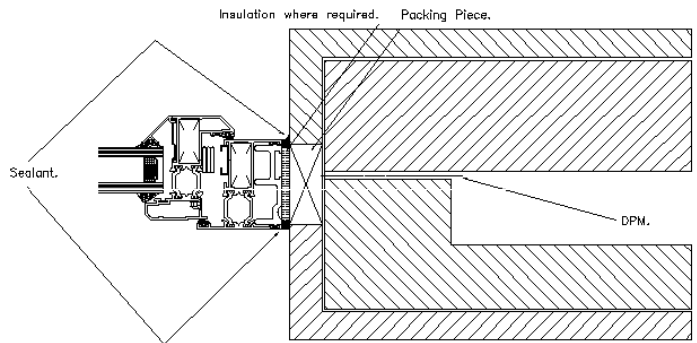 Insulation where required. Packing Piece.
Sealant.
DPM.